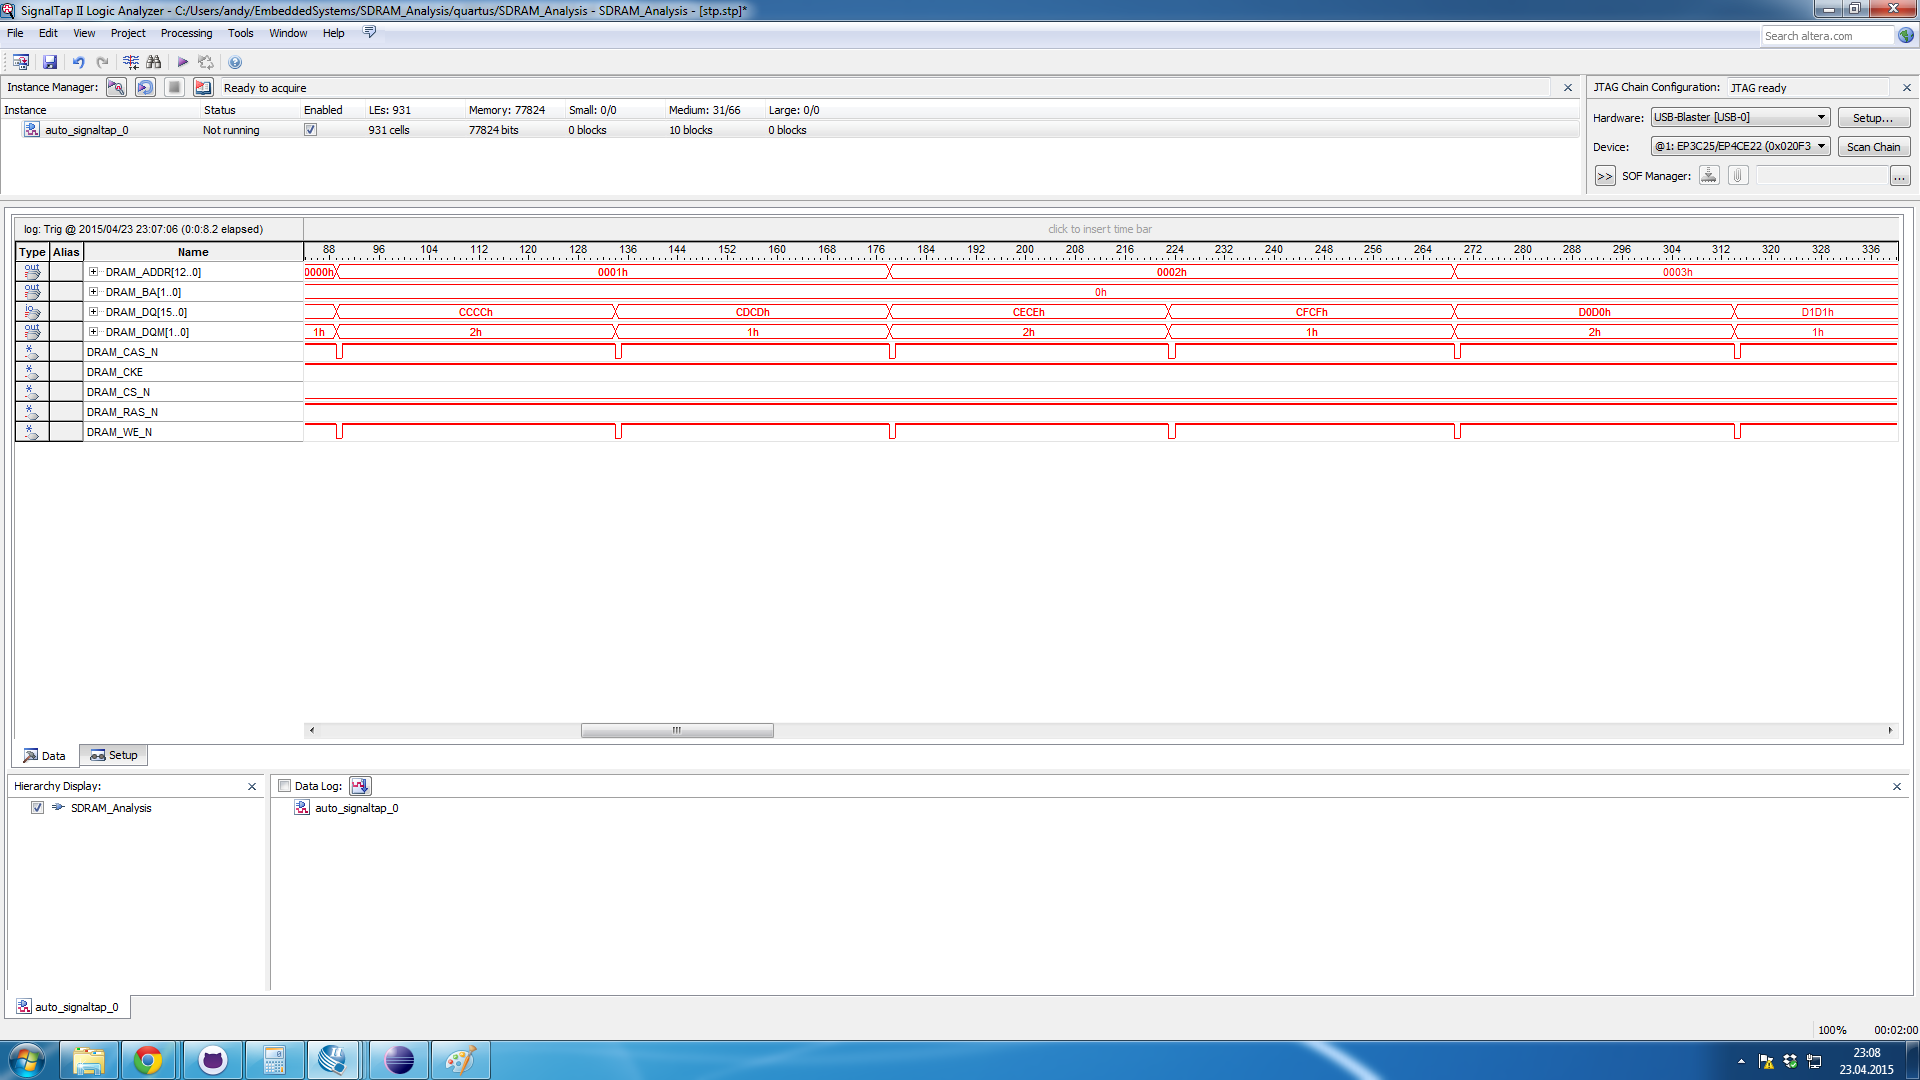 SignalTap II Logic Analyzer - C:/Users/andy/EmbeddedSystems/SDRAM_Analysis/quartus/SDRAM_Analysis - SDRAM_Analysis - [stp.stp]*
File Edit View Project Processing Tools Window Help
Search altera.com
Instance Manager: Ready to acquire
JTAG Chain Configuration: JTAG ready
Instance Status Enabled LEs: 931 Memory: 77824 Small: 0/0 Medium: 31/66 Large: 0/0
auto_signaltap_0 Not running 931 cells 77824 bits 0 blocks 10 blocks 0 blocks
Hardware: USB-Blaster [USB-0] Setup...
Device: @1: EP3C25/EP4CE22 (0x020F3 Scan Chain
>> SOF Manager: ...
log: Trig @ 2015/04/23 23:07:06 (0:0:8.2 elapsed) click to insert time bar
Type Alias Name 88 96 104 112 120 128 136 144 152 160 168 176 184 192 200 208 216 224 232 240 248 256 264 272 280 288 296 304 312 320 328 336
out DRAM_ADDR[12..0] 0000h 0001h 0002h 0003h
out DRAM_BA[1..0] 0h
io DRAM_DQ[15..0] CCCCh CDCDh CECEh CFCFh D0D0h D1D1h
out DRAM_DQM[1..0] 1h 2h 1h 2h 1h 2h 1h
* DRAM_CAS_N
* DRAM_CKE
* DRAM_CS_N
* DRAM_RAS_N
* DRAM_WE_N
Data Setup
Hierarchy Display: Data Log:
SDRAM_Analysis auto_signaltap_0
auto_signaltap_0
100% 00:02:00
23:08
23.04.2015